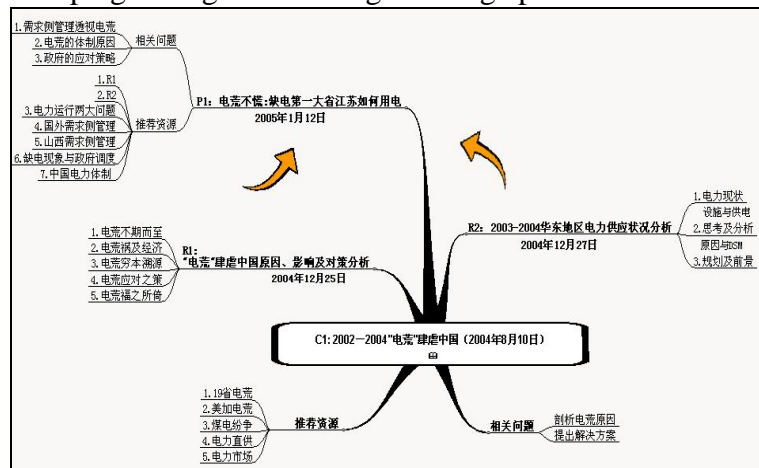 1.需求侧管理透视电荒
2.电荒的体制原因
3.政府的应对策略
相关问题
1.R1
2.R2
3.电力运行两大问题
4.国外需求侧管理
5.山西需求侧管理
6.缺电现象与政府调度
7.中国电力体制
推荐资源
P1: 电荒不慌:缺电第一大省江苏如何用电
2005年1月12日
R2: 2003-2004华东地区电力供应状况分析
2004年12月27日
1.电力现状
设施与供电
2.思考及分析
原因与DSM
3.规划及前景
1.电荒不期而至
2.电荒祸及经济
3.电荒穷本溯源
4.电荒应对之策
5.电荒福之所倚
R1:
"电荒"肆虐中国原因、影响及对策分析
2004年12月25日
C1:2002-2004"电荒"肆虐中国(2004年8月10日)
1.19省电荒
2.美加电荒
3.煤电纷争
4.电力直供
5.电力市场
推荐资源
相关问题
剖析电荒原因
提出解决方案